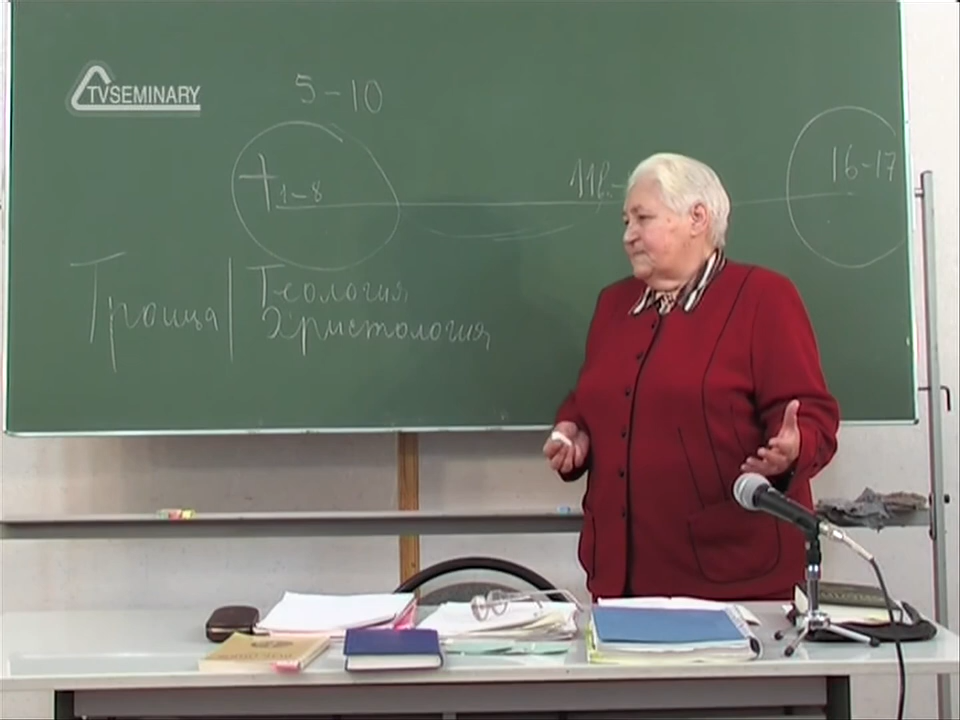 TVSEMINARY
5-10
1-8
11в.-
16-17
Троица | Теология
Христология